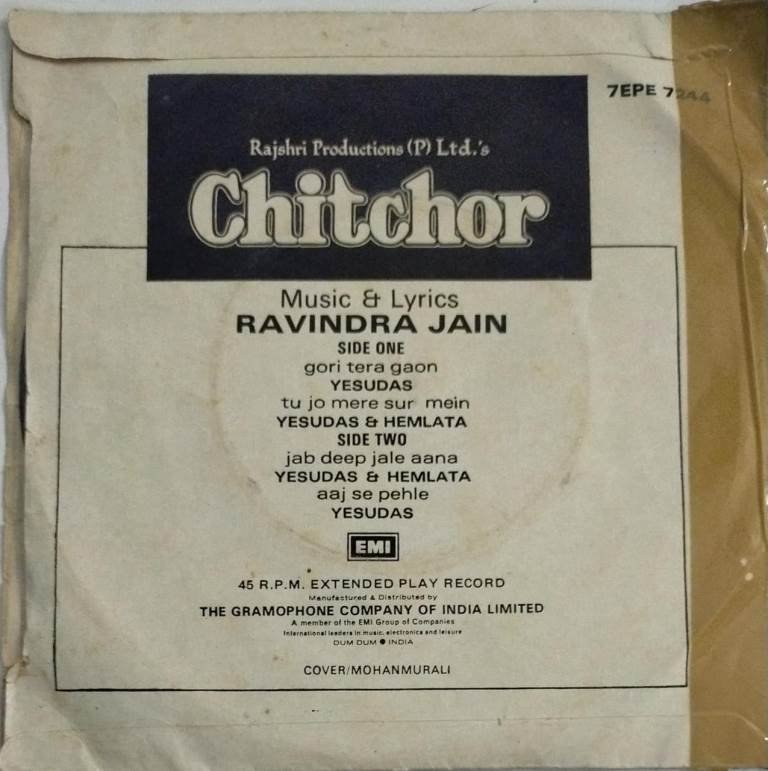 7EPE 7244
Rajshri Productions (P) Ltd.'s
Chitchor
Music & Lyrics
RAVINDRA JAIN
SIDE ONE
gori tera gaon
YESUDAS
tu jo mere sur mein
YESUDAS & HEMLATA
SIDE TWO
jab deep jale aana
YESUDAS & HEMLATA
aaj se pehle
YESUDAS
EMI
45 R.P.M. EXTENDED PLAY RECORD
Manufactured & Distributed by
THE GRAMOPHONE COMPANY OF INDIA LIMITED
A member of the EMI Group of Companies
International leaders in music, electronics and leisure
DUM DUM ● INDIA
COVER/MOHANMURALI